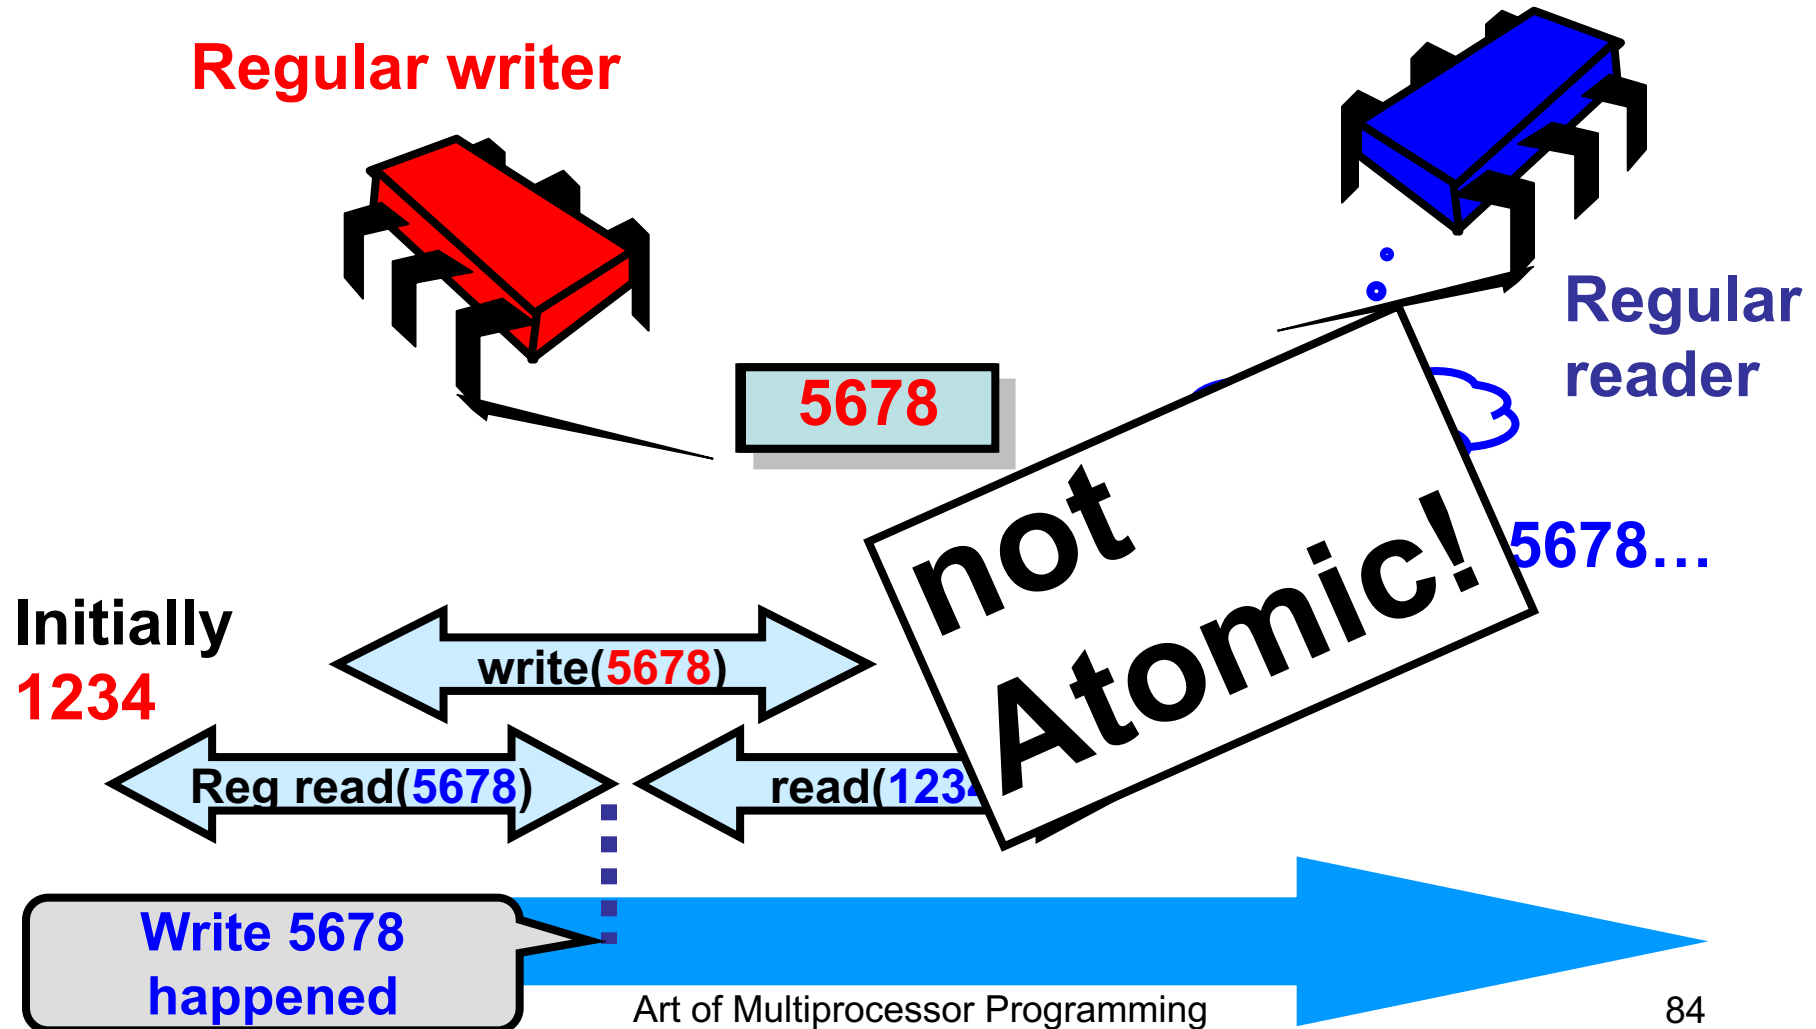 Regular writer
Regular
reader
5678
not
Atomic!
5678…
Initially
1234
write(5678)
Reg read(5678)
read(1234
Write 5678
happened
Art of Multiprocessor Programming
84